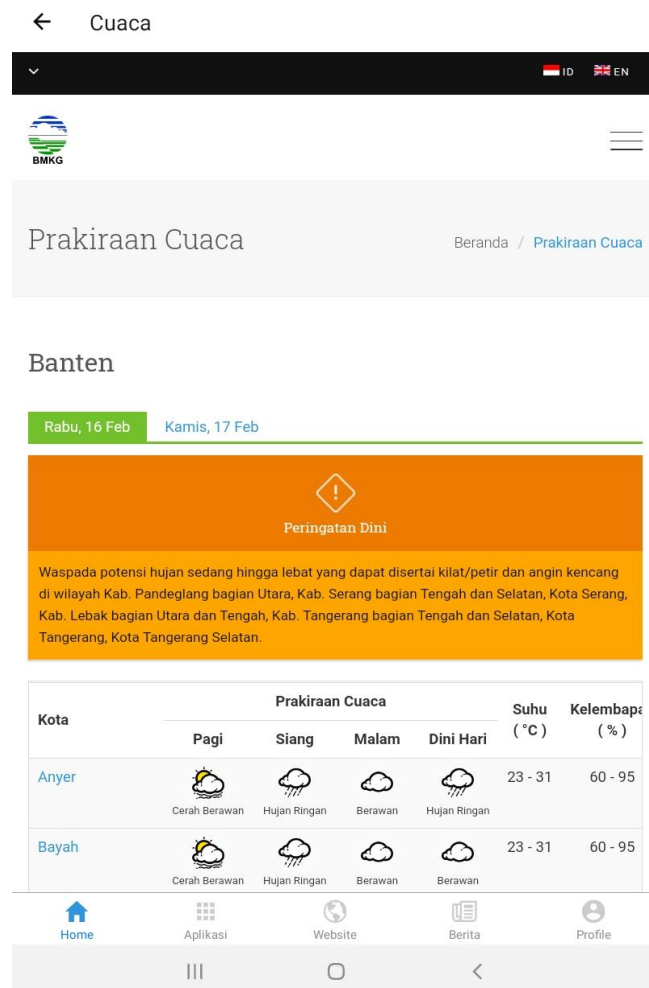 Cuaca
ID EN
BMKG
Prakiraan Cuaca
Beranda / Prakiraan Cuaca
Banten
Rabu, 16 Feb Kamis, 17 Feb
Peringatan Dini
Waspada potensi hujan sedang hingga lebat yang dapat disertai kilat/petir dan angin kencang
di wilayah Kab. Pandeglang bagian Utara, Kab. Serang bagian Tengah dan Selatan, Kota Serang,
Kab. Lebak bagian Utara dan Tengah, Kab. Tangerang bagian Tengah dan Selatan, Kota
Tangerang, Kota Tangerang Selatan.
Kota Prakiraan Cuaca Suhu Kelembapa
Pagi Siang Malam Dini Hari ( °C ) ( % )
Anyer 23 - 31 60 - 95
Cerah Berawan Hujan Ringan Berawan Hujan Ringan
Bayah 23 - 31 60 - 95
Cerah Berawan Hujan Ringan Berawan Berawan
Home Aplikasi Website Berita Profile